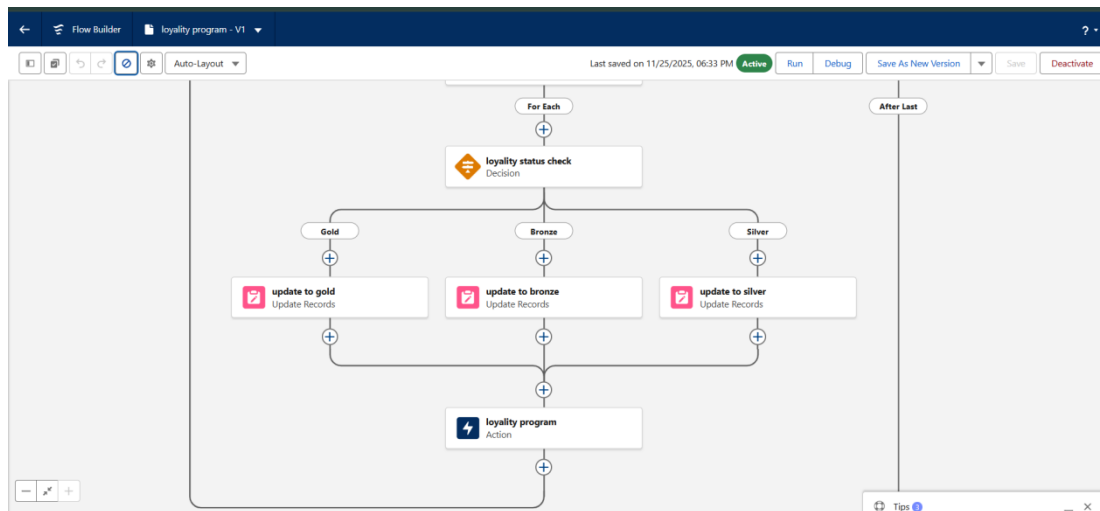 Flow Builder loyality program - V1 ?
Auto-Layout Last saved on 11/25/2025, 06:33 PM Active Run Debug Save As New Version Save Deactivate
For Each After Last
loyality status check
Decision
Gold Bronze Silver
update to gold update to bronze update to silver
Update Records Update Records Update Records
loyality program
Action
Tips 3